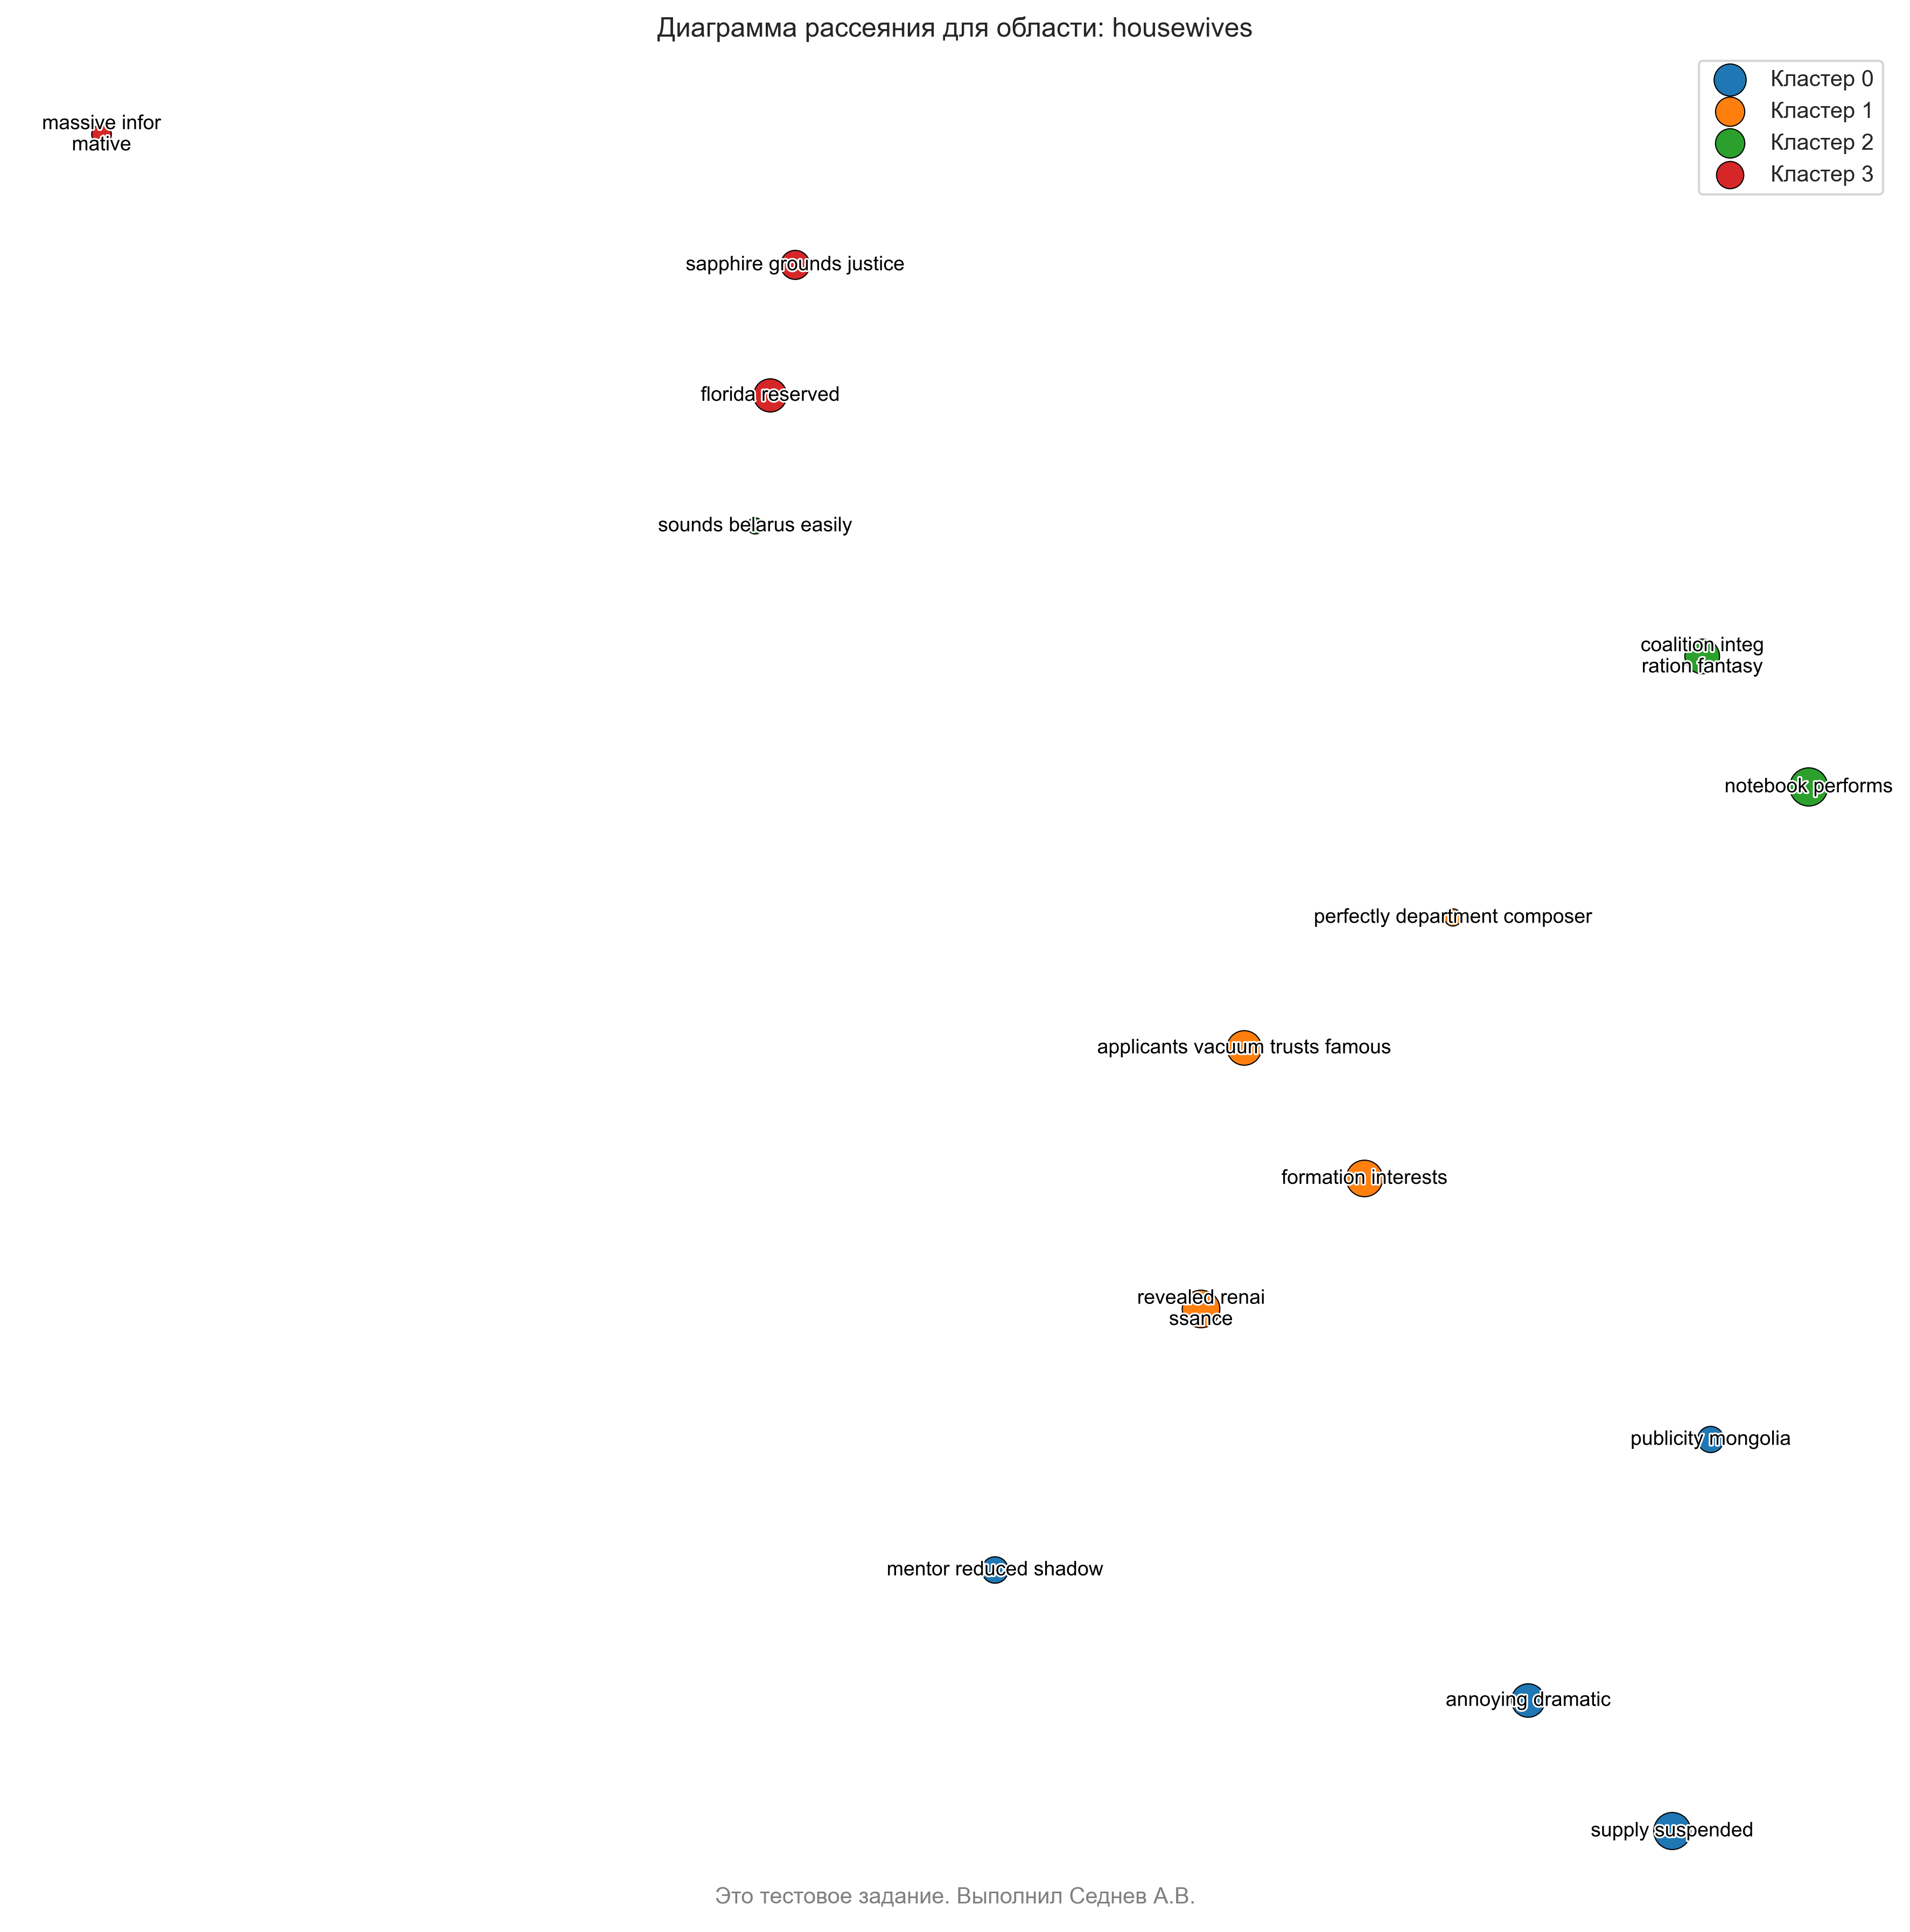 Диаграмма рассеяния для области: housewives
Кластер 0
Кластер 1
Кластер 2
Кластер 3
massive infor
mative
sapphire grounds justice
florida reserved
sounds belarus easily
coalition integ
ration fantasy
notebook performs
perfectly department composer
applicants vacuum trusts famous
formation interests
revealed renai
ssance
publicity mongolia
mentor reduced shadow
annoying dramatic
supply suspended
Это тестовое задание. Выполнил Седнев А.В.